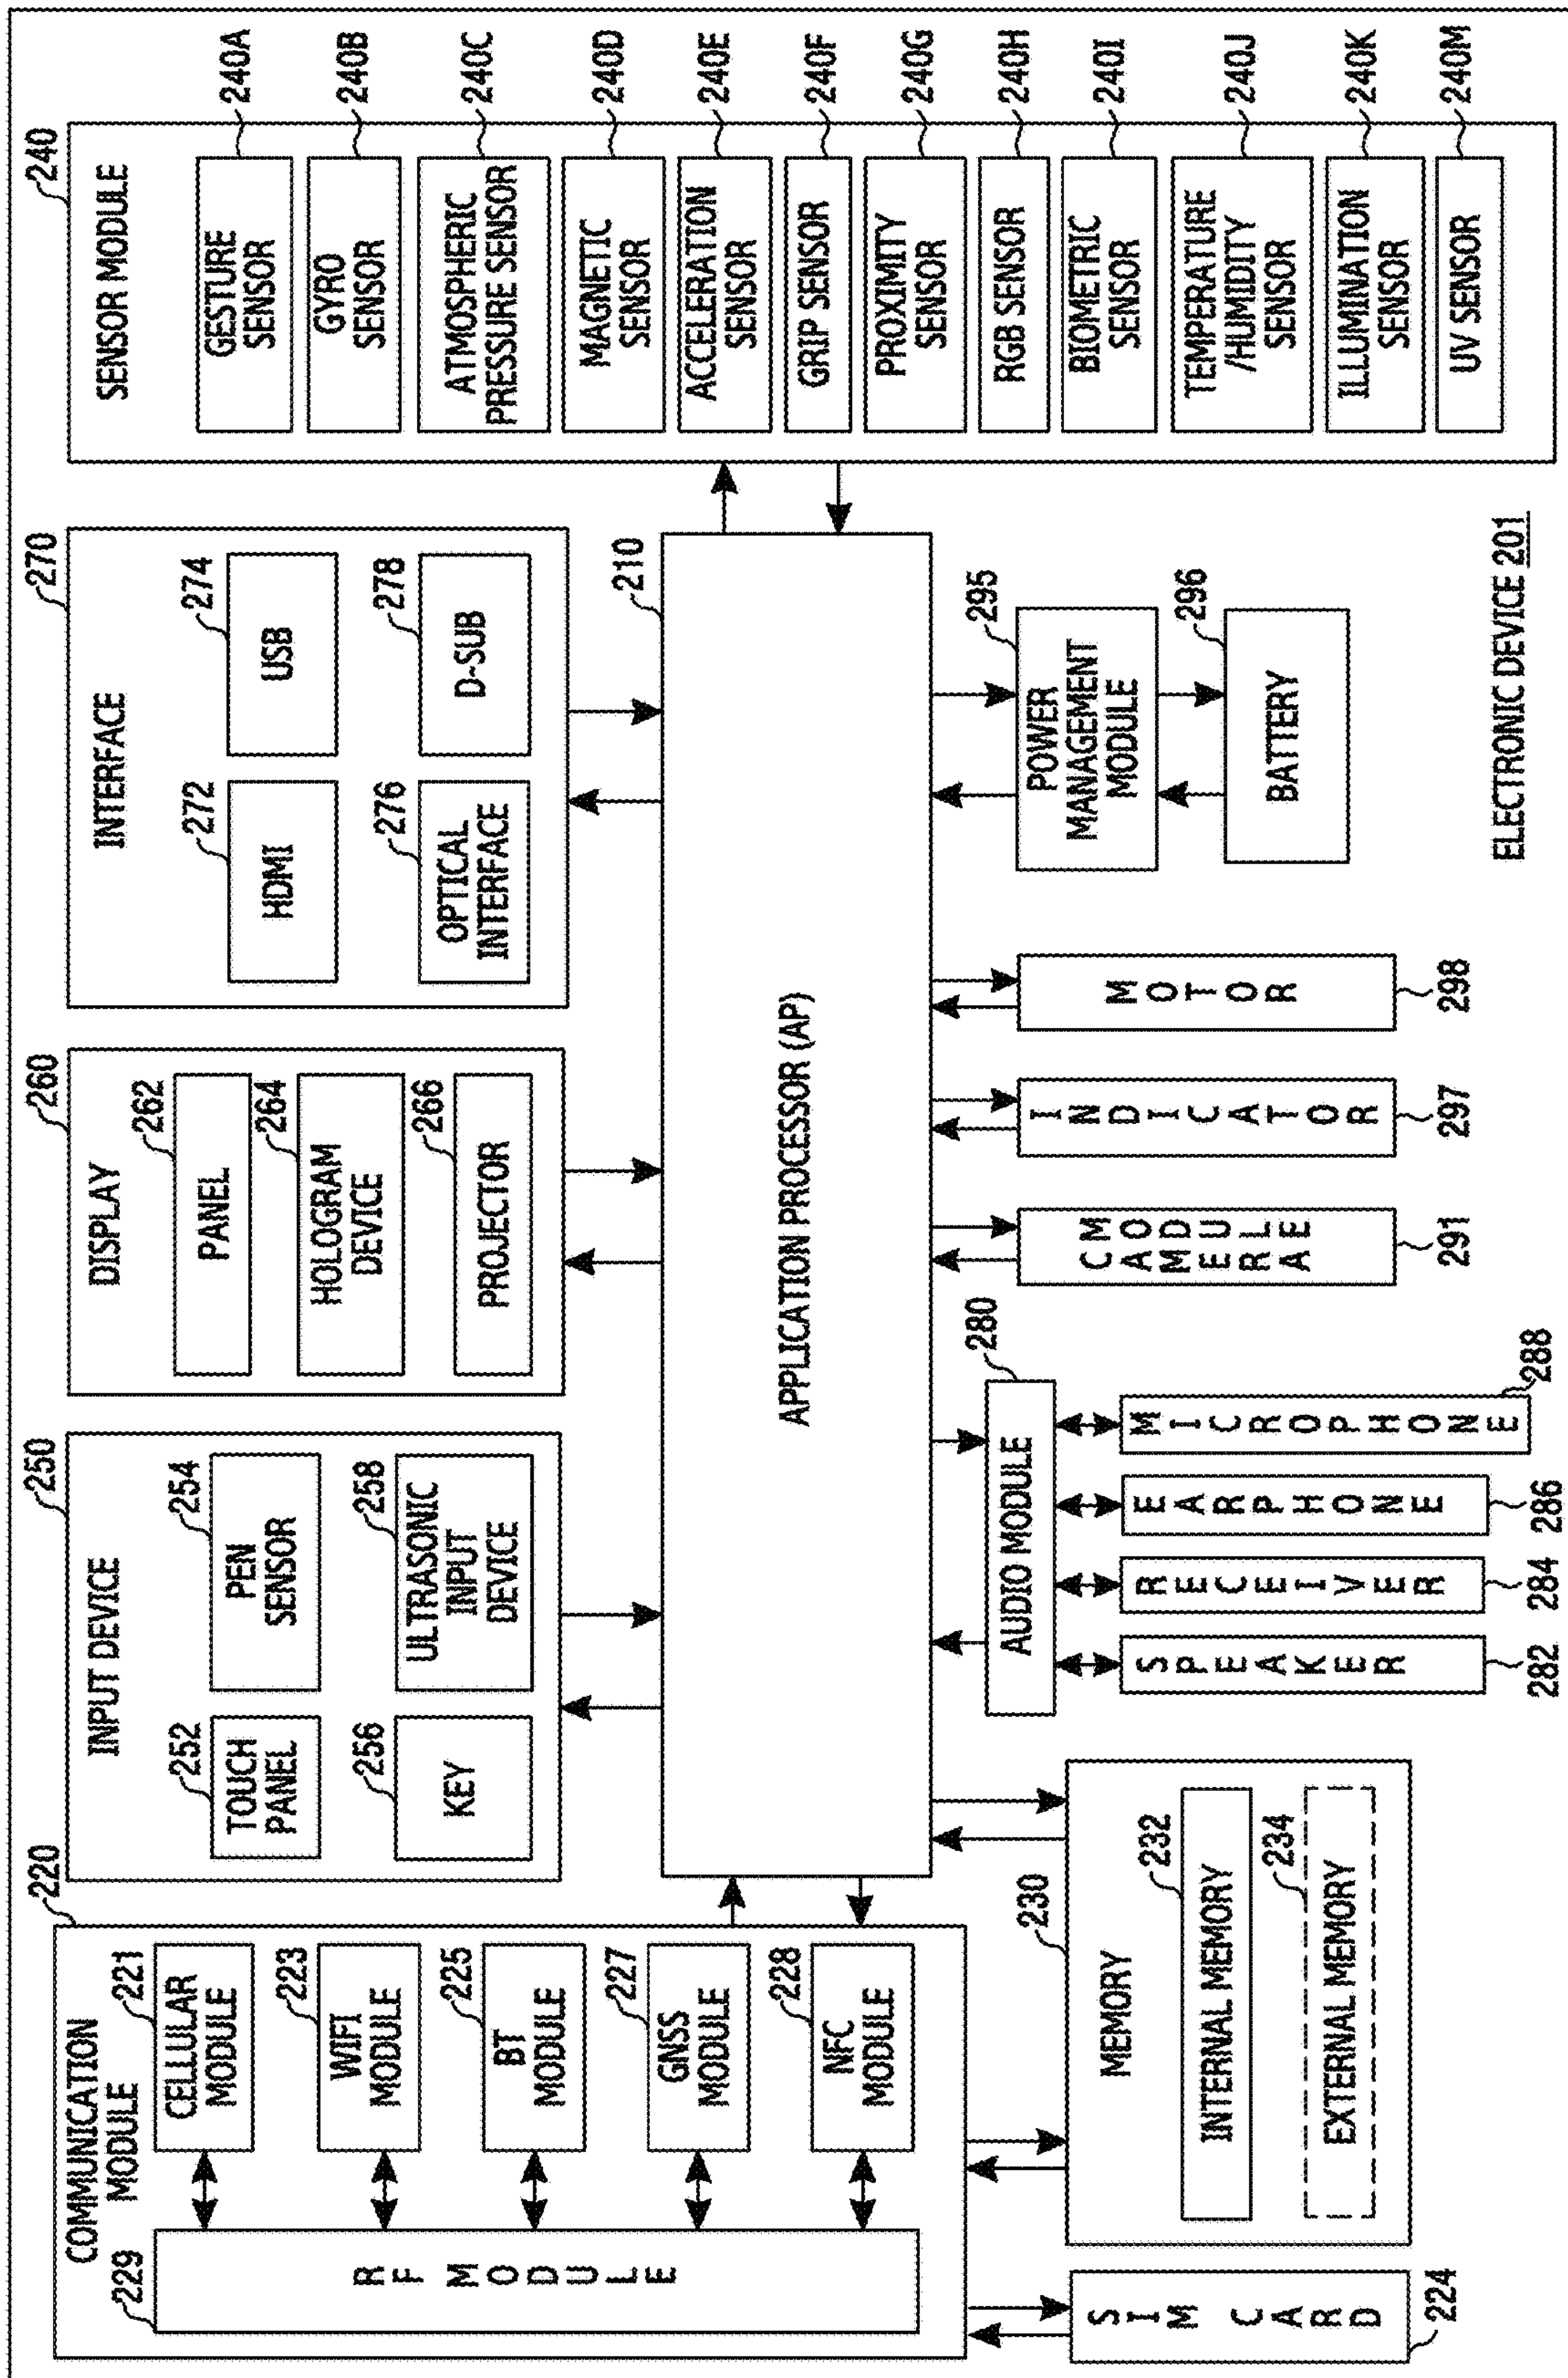 COMMUNICATION
MODULE
220
229
RF MODULE
221
CELLULAR
MODULE
223
WIFI
MODULE
225
BT
MODULE
227
GNSS
MODULE
228
NFC
MODULE
INPUT DEVICE
250
252
TOUCH
PANEL
254
PEN
SENSOR
256
KEY
258
ULTRASONIC
INPUT
DEVICE
DISPLAY
260
262
PANEL
264
HOLOGRAM
DEVICE
266
PROJECTOR
INTERFACE
270
272
HDMI
274
USB
276
OPTICAL
INTERFACE
278
D-SUB
SENSOR MODULE
240
GESTURE
SENSOR
240A
GYRO
SENSOR
240B
ATMOSPHERIC
PRESSURE SENSOR
240C
MAGNETIC
SENSOR
240D
ACCELERATION
SENSOR
240E
GRIP SENSOR
240F
PROXIMITY
SENSOR
240G
RGB SENSOR
240H
BIOMETRIC
SENSOR
240I
TEMPERATURE
/HUMIDITY
SENSOR
240J
ILLUMINATION
SENSOR
240K
UV SENSOR
240M
210
APPLICATION PROCESSOR (AP)
SIM CARD
224
230
MEMORY
232
INTERNAL MEMORY
234
EXTERNAL MEMORY
280
AUDIO MODULE
SPEAKER
282
RECEIVER
284
EARPHONE
286
MICROPHONE
288
CAMERA
MODULE
291
INDICATOR
297
MOTOR
298
295
POWER
MANAGEMENT
MODULE
296
BATTERY
ELECTRONIC DEVICE 201